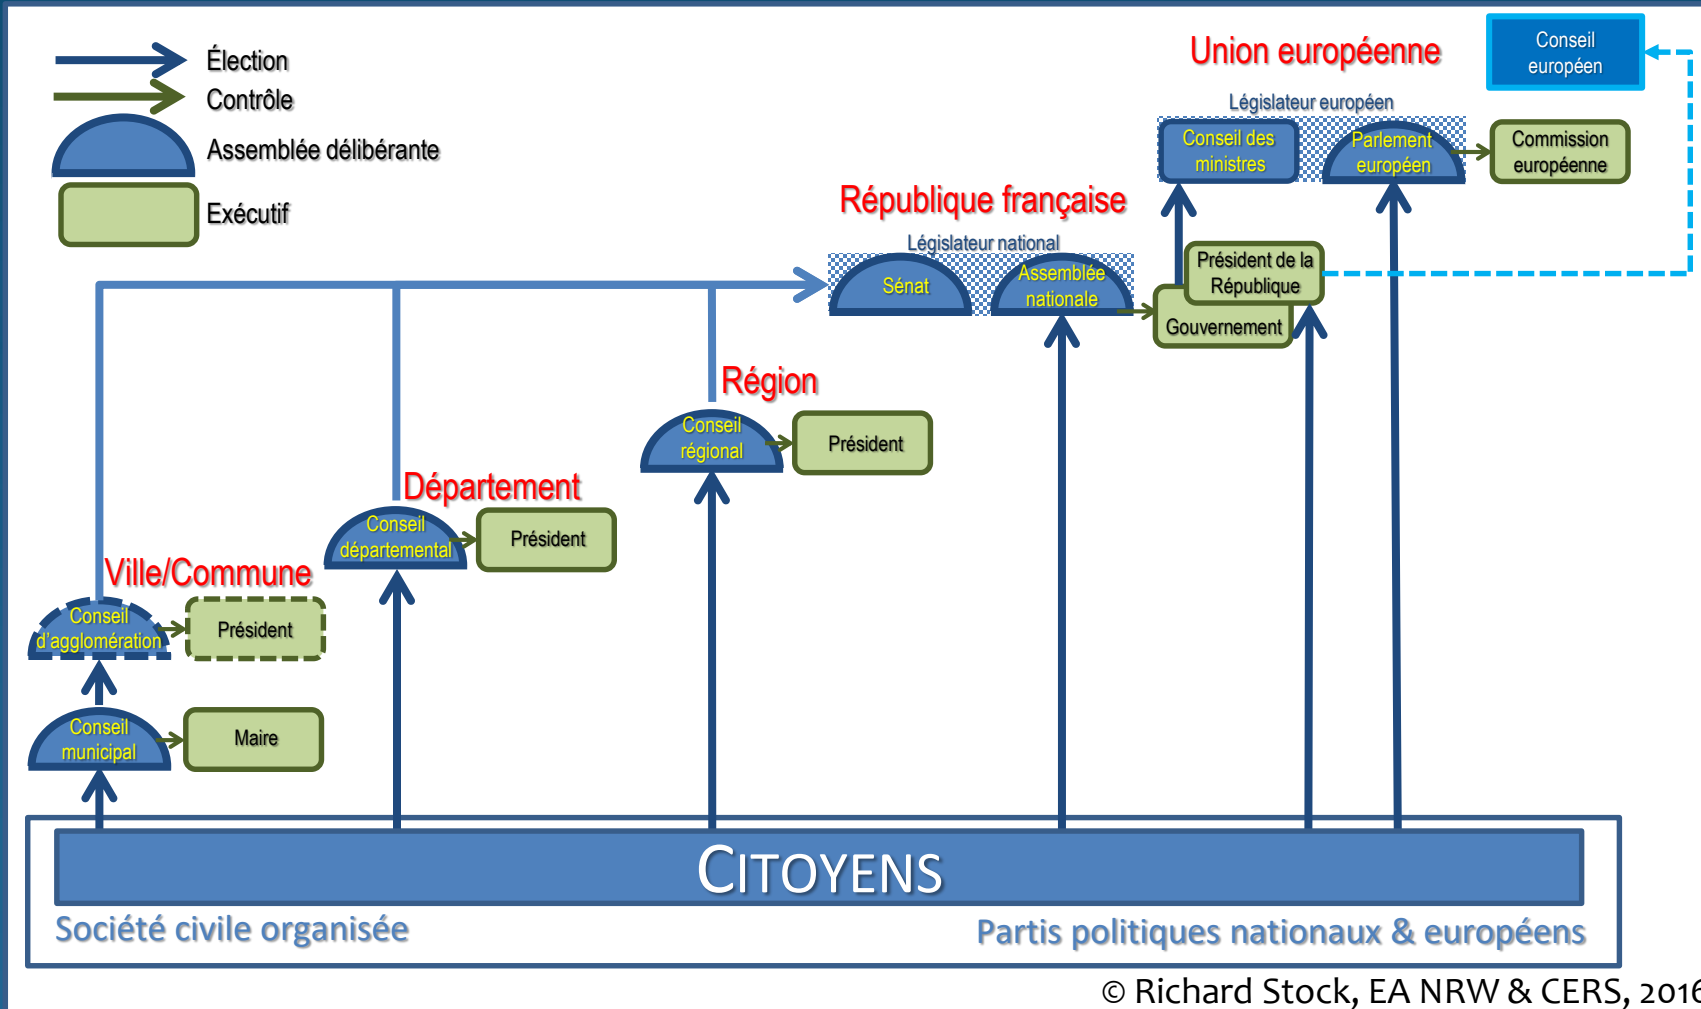 Élection
Contrôle
Assemblée délibérante
Exécutif
Union européenne
Conseil
européen
Législateur européen
Conseil des
ministres
Parlement
européen
Commission
européenne
République française
Législateur national
Sénat
Assemblée
nationale
Président de la
République
Gouvernement
Région
Conseil
régional
Président
Département
Conseil
départemental
Président
Ville/Commune
Conseil
d'agglomération
Président
Conseil
municipal
Maire
CITOYENS
Société civile organisée
Partis politiques nationaux & européens
© Richard Stock, EA NRW & CERS, 2016